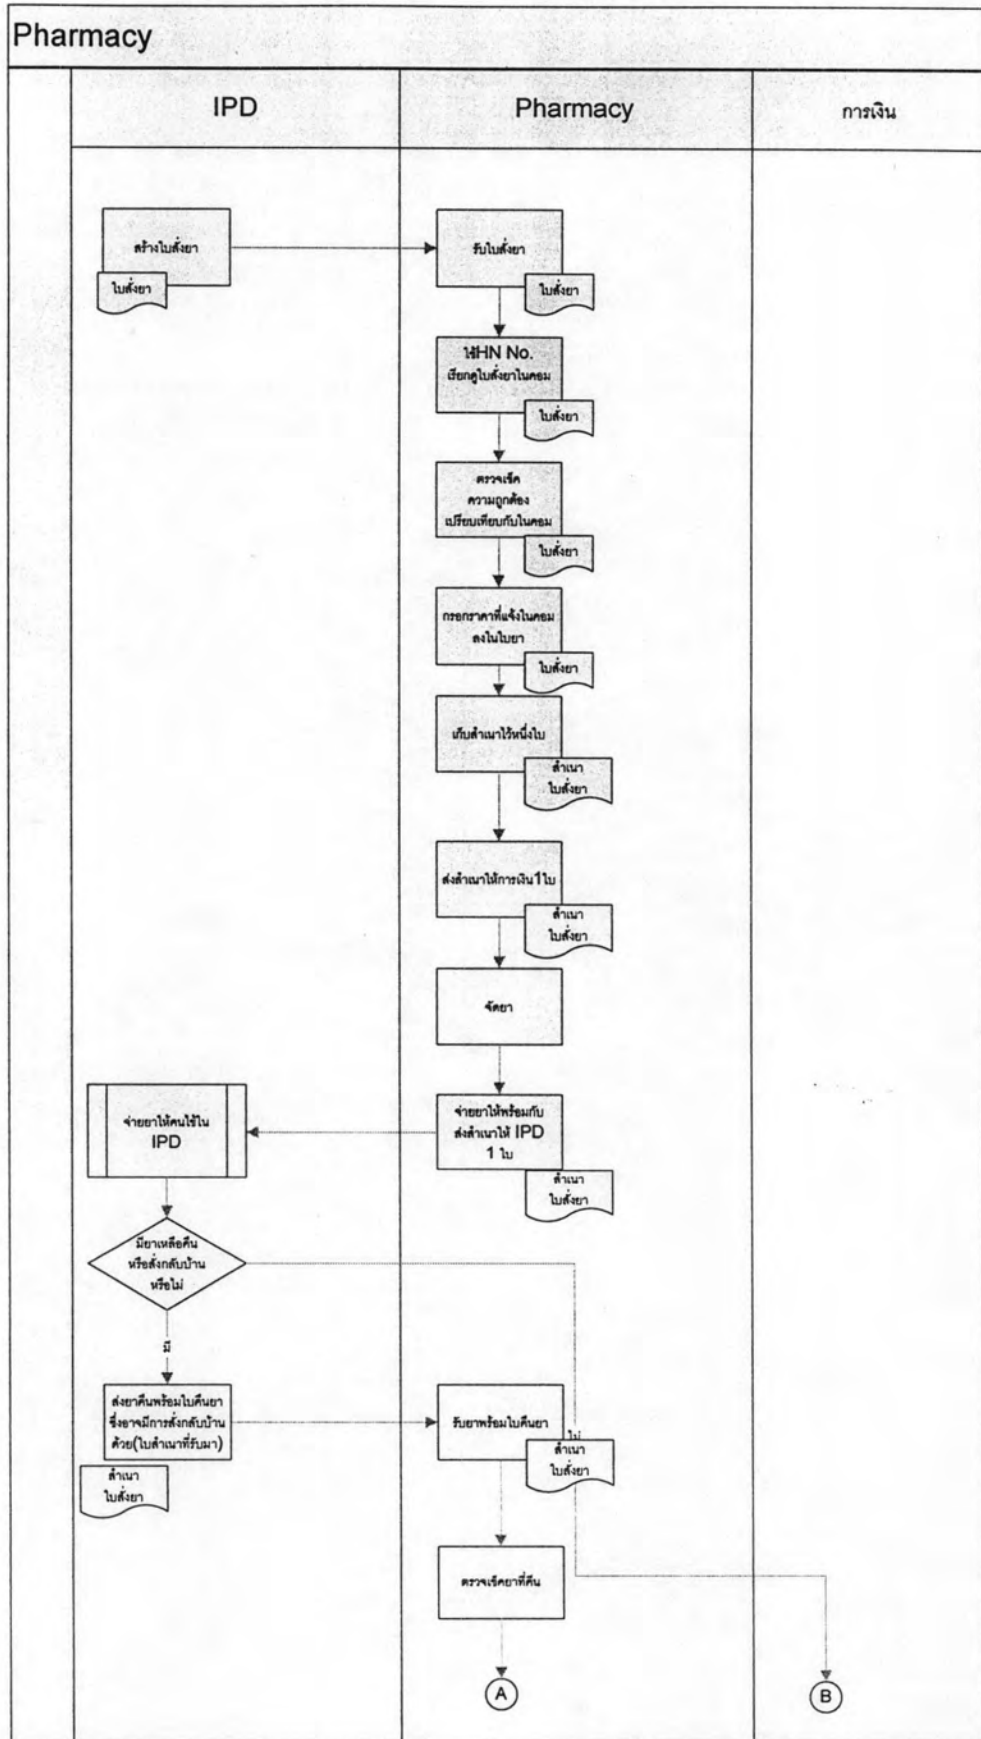 Pharmacy
IPD
Pharmacy
การเงิน
สร้างใบสั่งยา
ใบสั่งยา
รับใบสั่งยา
ใบสั่งยา
ใช้HN No.
เรียกดูใบสั่งยาในคอม
ใบสั่งยา
ตรวจเช็ค
ความถูกต้อง
เปรียบเทียบกับในคอม
ใบสั่งยา
กรอกราคาที่แจ้งในคอม
ลงในใบยา
ใบสั่งยา
เก็บสำเนาไว้หนึ่งใบ
สำเนา
ใบสั่งยา
ส่งสำเนาให้การเงิน1ใบ
สำเนา
ใบสั่งยา
จัดยา
จ่ายยาให้พร้อมกับ
ส่งสำเนาให้ IPD
1 ใบ
สำเนา
ใบสั่งยา
จ่ายยาให้คนไข้ใน
IPD
มียาเหลือคืน
หรือสั่งกลับบ้าน
หรือไม่
มี
ส่งยาคืนพร้อมใบคืนยา
ซึ่งอาจมีการสั่งกลับบ้าน
ด้วย(ใบสำเนาที่รับมา)
สำเนา
ใบสั่งยา
รับยาพร้อมใบคืนยา
ไม่
สำเนา
ใบสั่งยา
ตรวจเช็คยาที่คืน
A
B